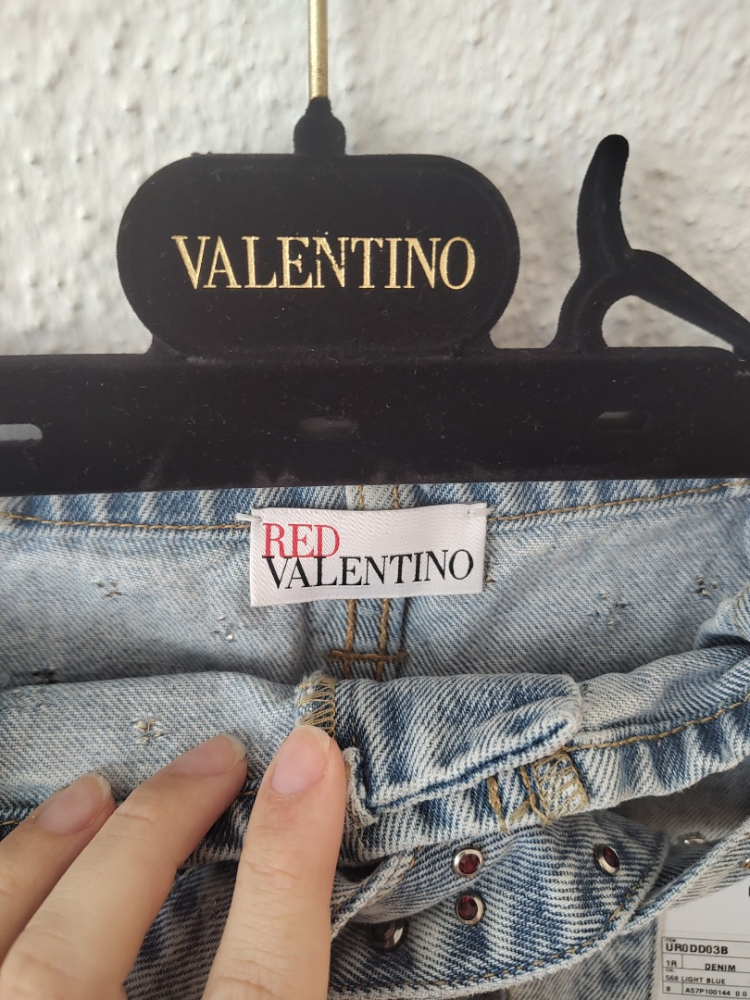 VALENTINO
RED
VALENTINO
UR0DD03B
1R DENIM
568 LIGHT BLUE